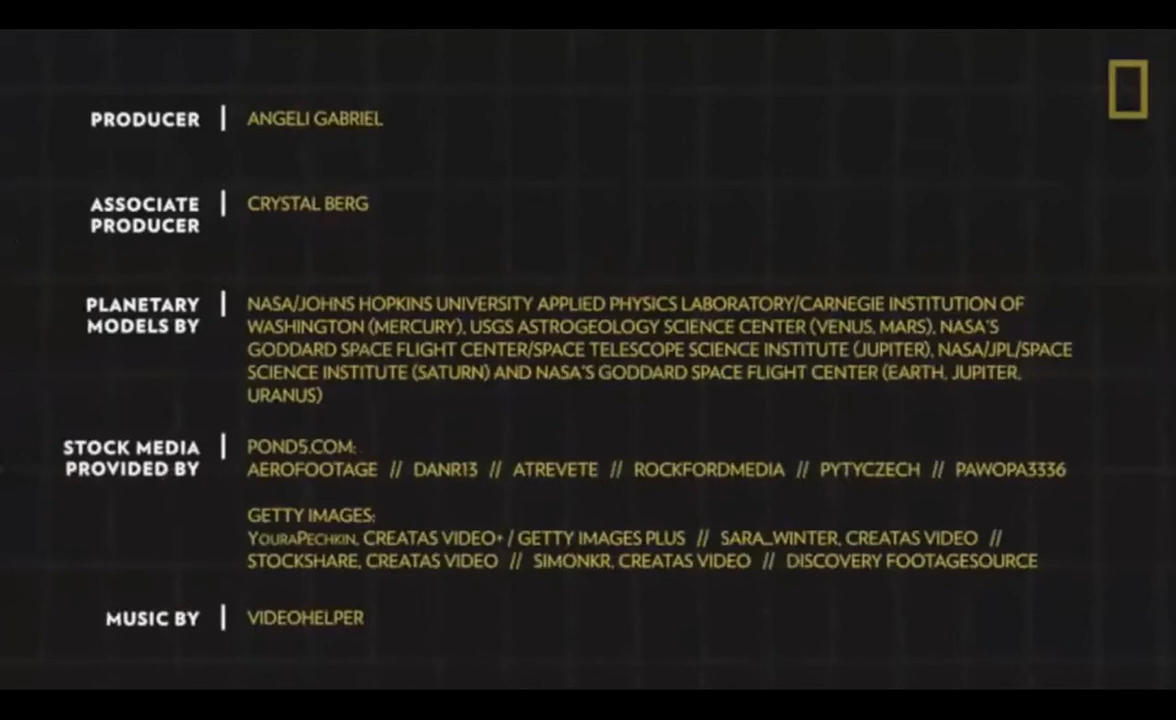 PRODUCER | ANGELI GABRIEL
ASSOCIATE PRODUCER | CRYSTAL BERG
PLANETARY MODELS BY | NASA/JOHNS HOPKINS UNIVERSITY APPLIED PHYSICS LABORATORY/CARNEGIE INSTITUTION OF
WASHINGTON (MERCURY), USGS ASTROGEOLOGY SCIENCE CENTER (VENUS, MARS), NASA'S
GODDARD SPACE FLIGHT CENTER/SPACE TELESCOPE SCIENCE INSTITUTE (JUPITER), NASA/JPL/SPACE
SCIENCE INSTITUTE (SATURN) AND NASA'S GODDARD SPACE FLIGHT CENTER (EARTH, JUPITER,
URANUS)
STOCK MEDIA PROVIDED BY | POND5.COM:
AEROFOOTAGE // DANR13 // ATREVETE // ROCKFORDMEDIA // PYTYCZECH // PAWOPA3336
GETTY IMAGES:
YOURAPECHKIN, CREATAS VIDEO+ / GETTY IMAGES PLUS // SARA_WINTER, CREATAS VIDEO //
STOCKSHARE, CREATAS VIDEO // SIMONKR, CREATAS VIDEO // DISCOVERY FOOTAGESOURCE
MUSIC BY | VIDEOHELPER